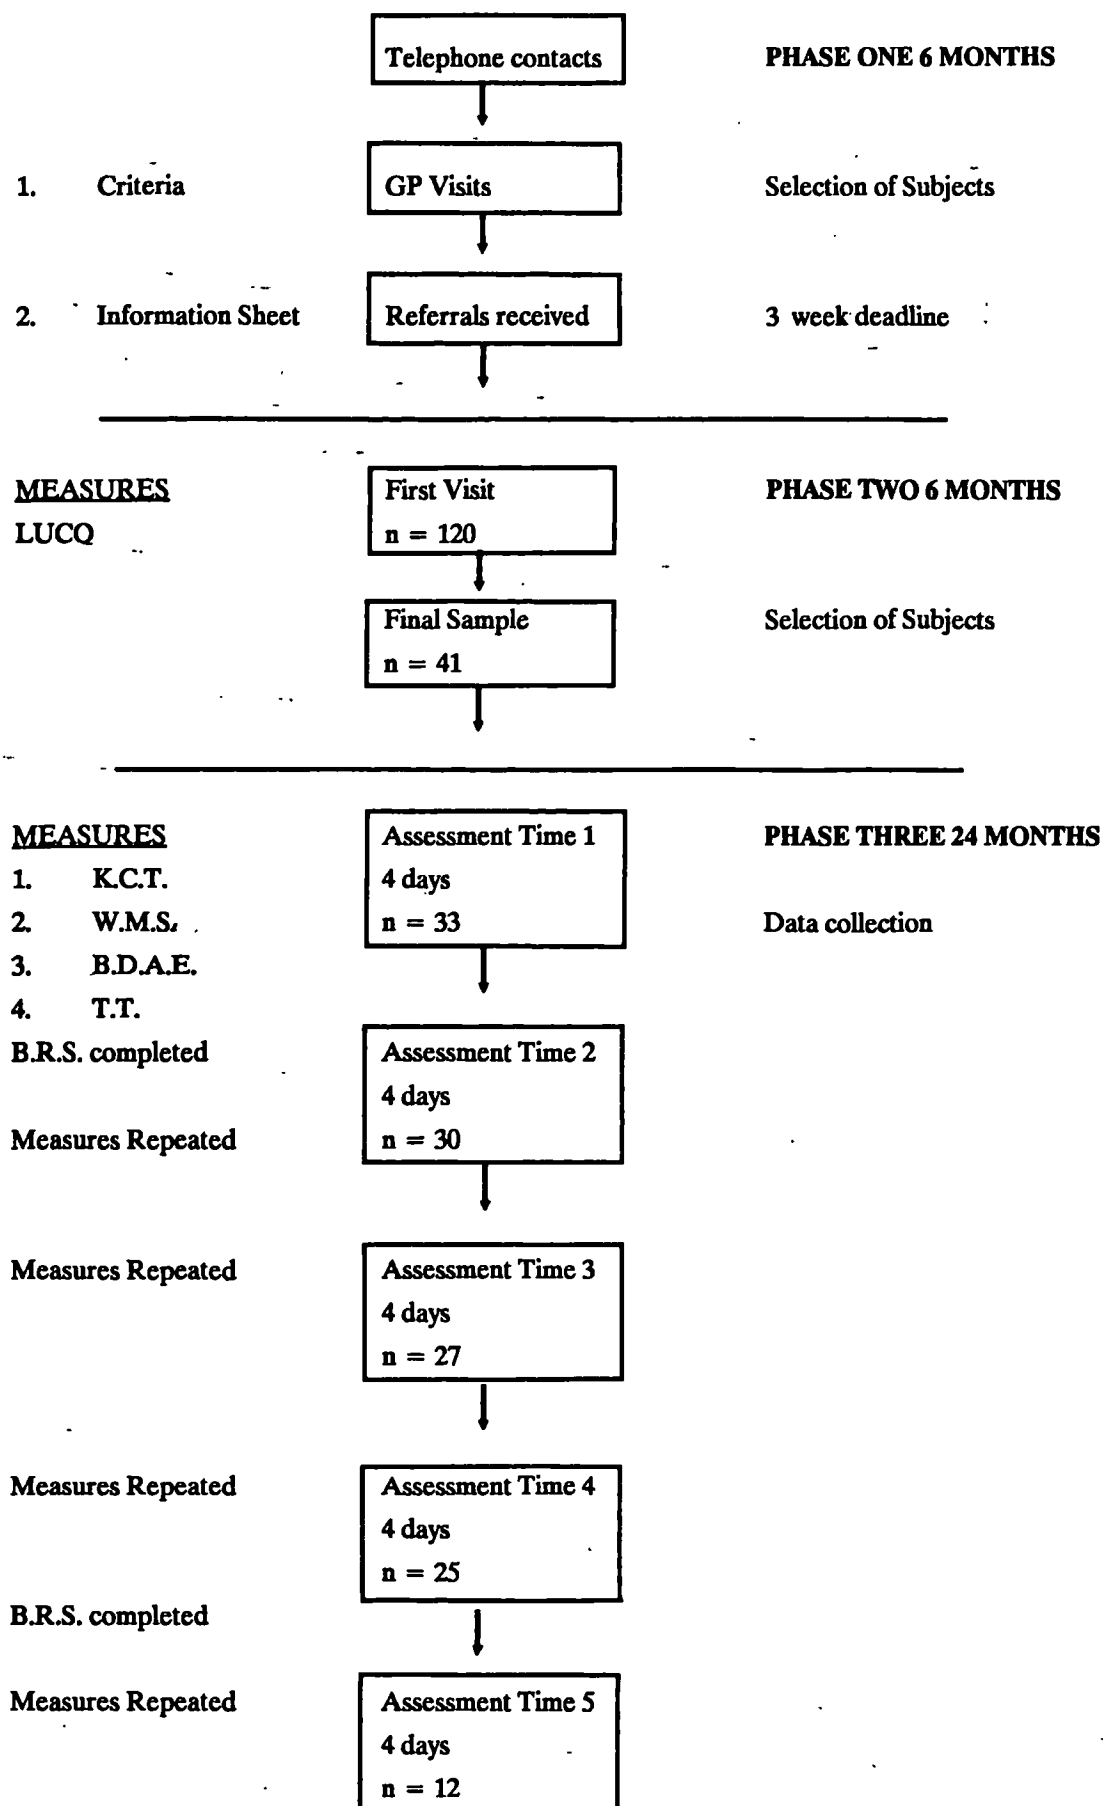 Telephone contacts PHASE ONE 6 MONTHS
1. Criteria GP Visits Selection of Subjects
2. Information Sheet Referrals received 3 week deadline
MEASURES First Visit PHASE TWO 6 MONTHS
LUCQ n = 120
Final Sample Selection of Subjects
n = 41
MEASURES Assessment Time 1 PHASE THREE 24 MONTHS
1. K.C.T. 4 days
2. W.M.S. n = 33 Data collection
3. B.D.A.E.
4. T.T.
B.R.S. completed Assessment Time 2
4 days
Measures Repeated n = 30
Measures Repeated Assessment Time 3
4 days
n = 27
Measures Repeated Assessment Time 4
4 days
n = 25
B.R.S. completed
Measures Repeated Assessment Time 5
4 days
n = 12